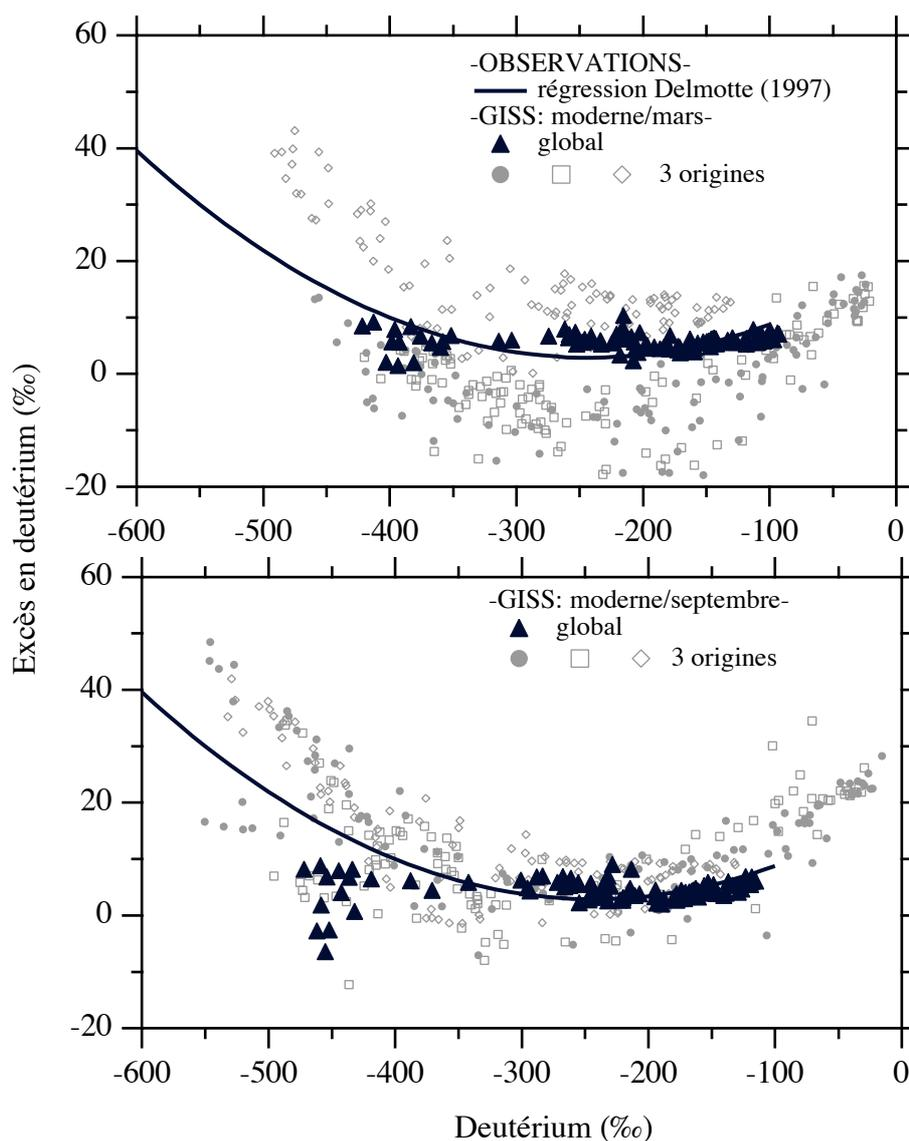 60
40
20
0
-20
-OBSERVATIONS-
régression Delmotte (1997)
-GISS: moderne/mars-
global
3 origines
-600 -500 -400 -300 -200 -100 0
Excès en deutérium (‰)
60
40
20
0
-20
-GISS: moderne/septembre-
global
3 origines
-600 -500 -400 -300 -200 -100 0
Deutérium (‰)